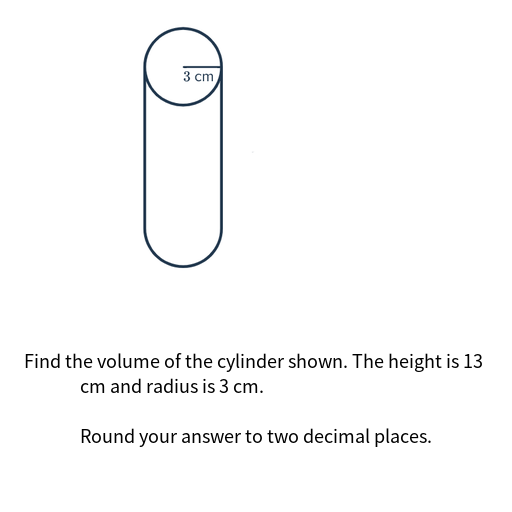 3 cm
Find the volume of the cylinder shown. The height is 13
cm and radius is 3 cm.
Round your answer to two decimal places.